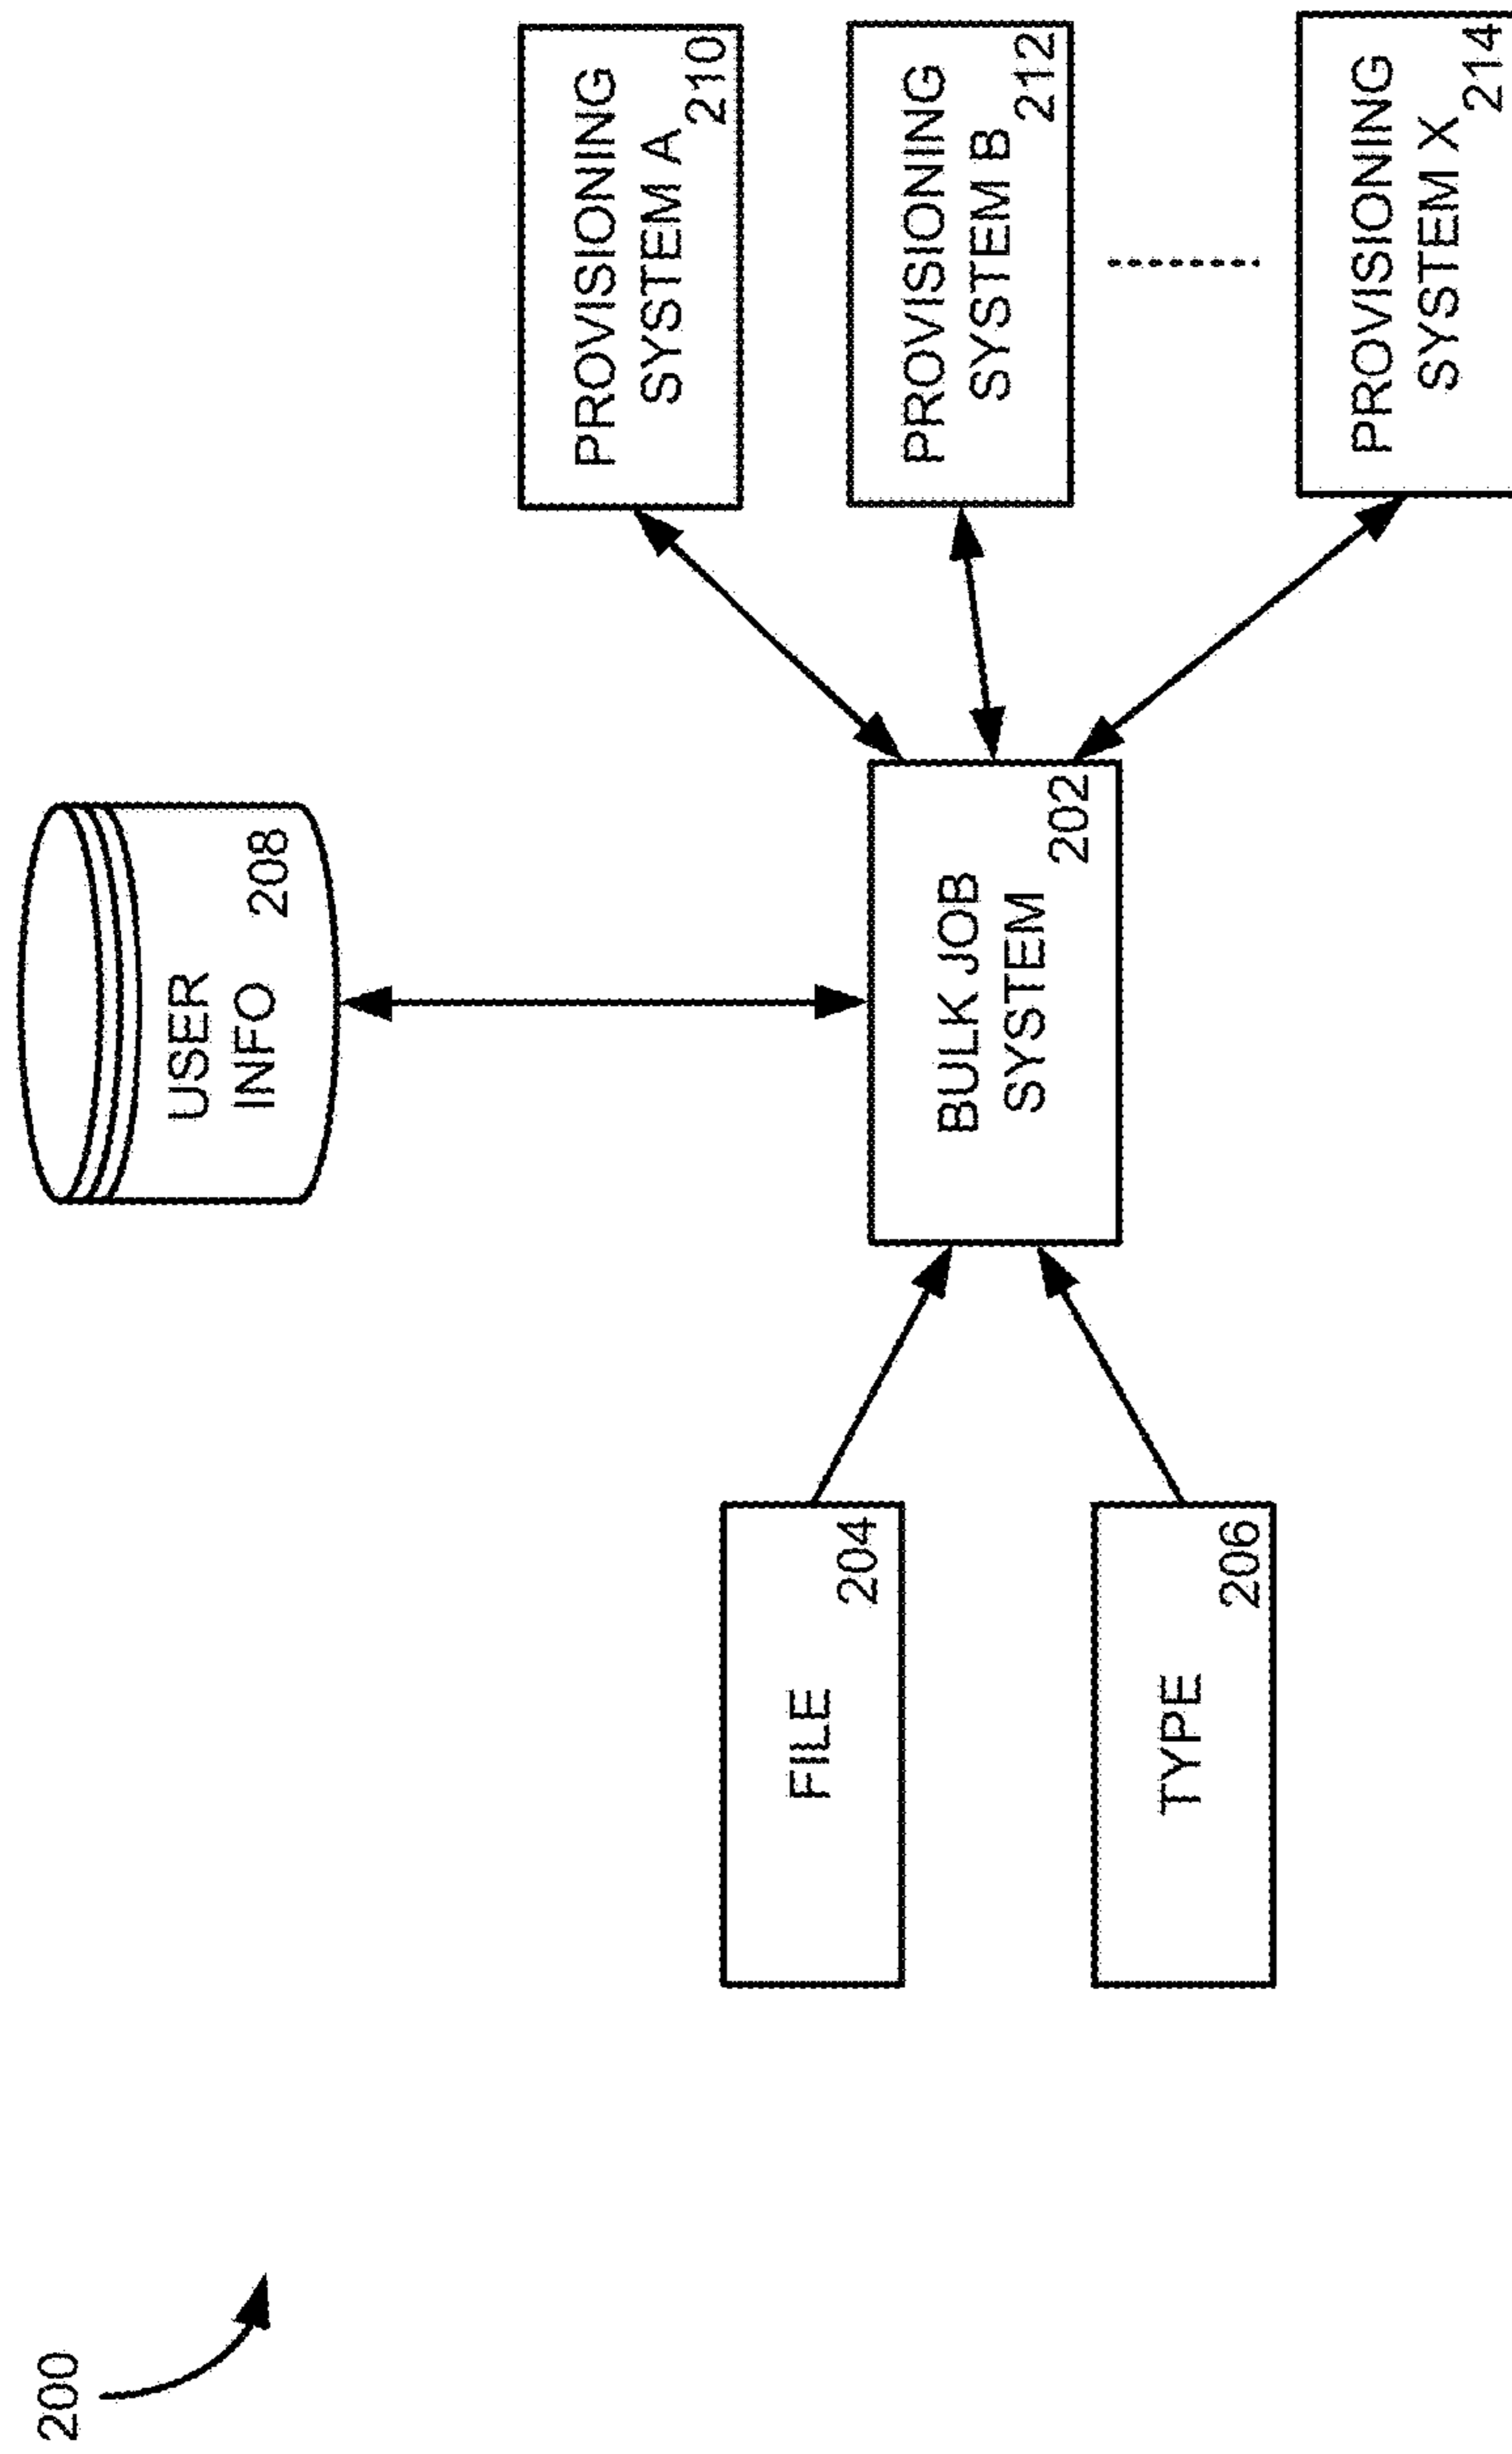 200
USER
INFO 208
FILE
204
TYPE
206
BULK JOB
SYSTEM
202
PROVISIONING
SYSTEM A
210
PROVISIONING
SYSTEM B
212
PROVISIONING
SYSTEM X
214